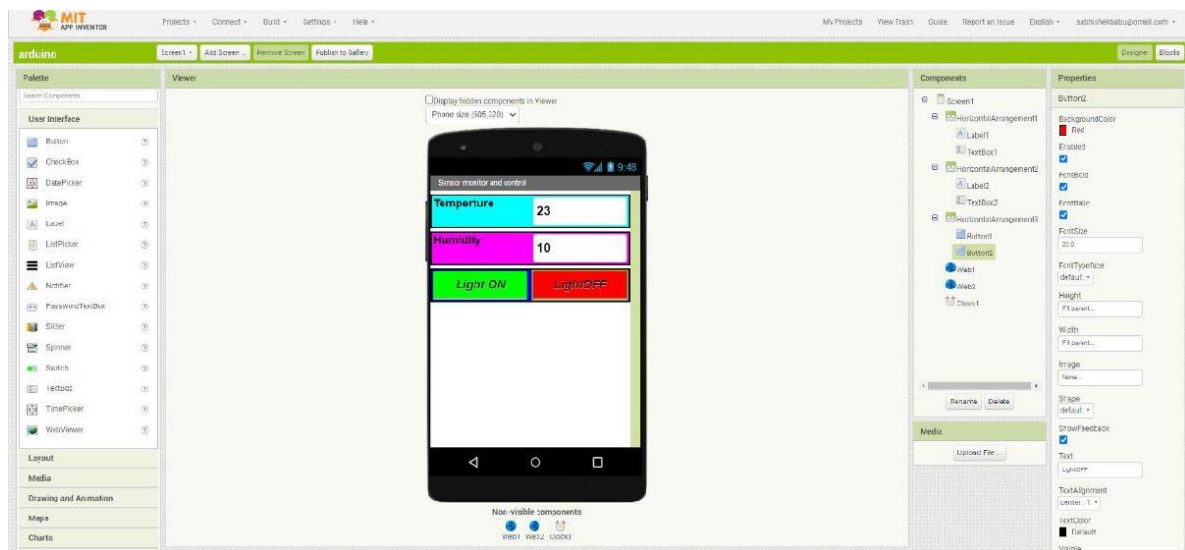 MIT
APP INVENTOR
Projects
Connect
Build
Settings
Help
My Projects
View Trash
Guide
Report an Issue
English
arduino
Screen1
Add Screen ...
Remove Screen
Publish to Gallery
Designer
Blocks
Palette
Search Components...
User Interface
Button
CheckBox
DatePicker
Image
Label
ListPicker
ListView
Notifier
PasswordTextBox
Slider
Spinner
Switch
TextBox
TimePicker
WebViewer
Layout
Media
Drawing and Animation
Maps
Charts
Viewer
Display hidden components in Viewer
Phone size (505,320)
9:48
Sensor monitor and control
Temperture
23
Humidity
10
Light ON
LightOFF
Non-visible components
Web1 Web2 Clock1
Components
Screen1
HorizontalArrangement1
Label1
TextBox1
HorizontalArrangement2
Label2
TextBox2
HorizontalArrangement3
Button1
Button2
Web1
Web2
Clock1
Rename
Delete
Media
Upload File ...
Properties
Button2
BackgroundColor
Red
Enabled
FontBold
FontItalic
FontSize
FontTypeface
default
Height
Fill parent...
Width
Fill parent...
Image
None...
Shape
default
ShowFeedback
Text
LightOFF
TextAlignment
center : 1
TextColor
Default
Visible